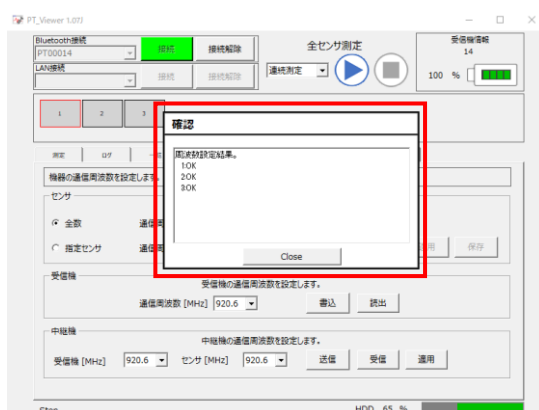 PT_Viewer 1.07J
Bluetooth接続
PT00014
接続
接続解除
全センサ測定
受信機情報
14
LAN接続
接続
接続解除
連続測定
100 %
1 2 3
確認
測定 ログ
周波数設定結果。
1:OK
2:OK
3:OK
Close
機器の通信周波数を設定しま
センサ
全数
指定センサ
保存
受信機
受信機の通信周波数を設定します。
通信周波数 [MHz] 920.6 書込 読出
中継機
中継機の通信周波数を設定します。
受信機 [MHz] 920.6 センサ [MHz] 920.6 送信 受信 適用
HDD 65 %